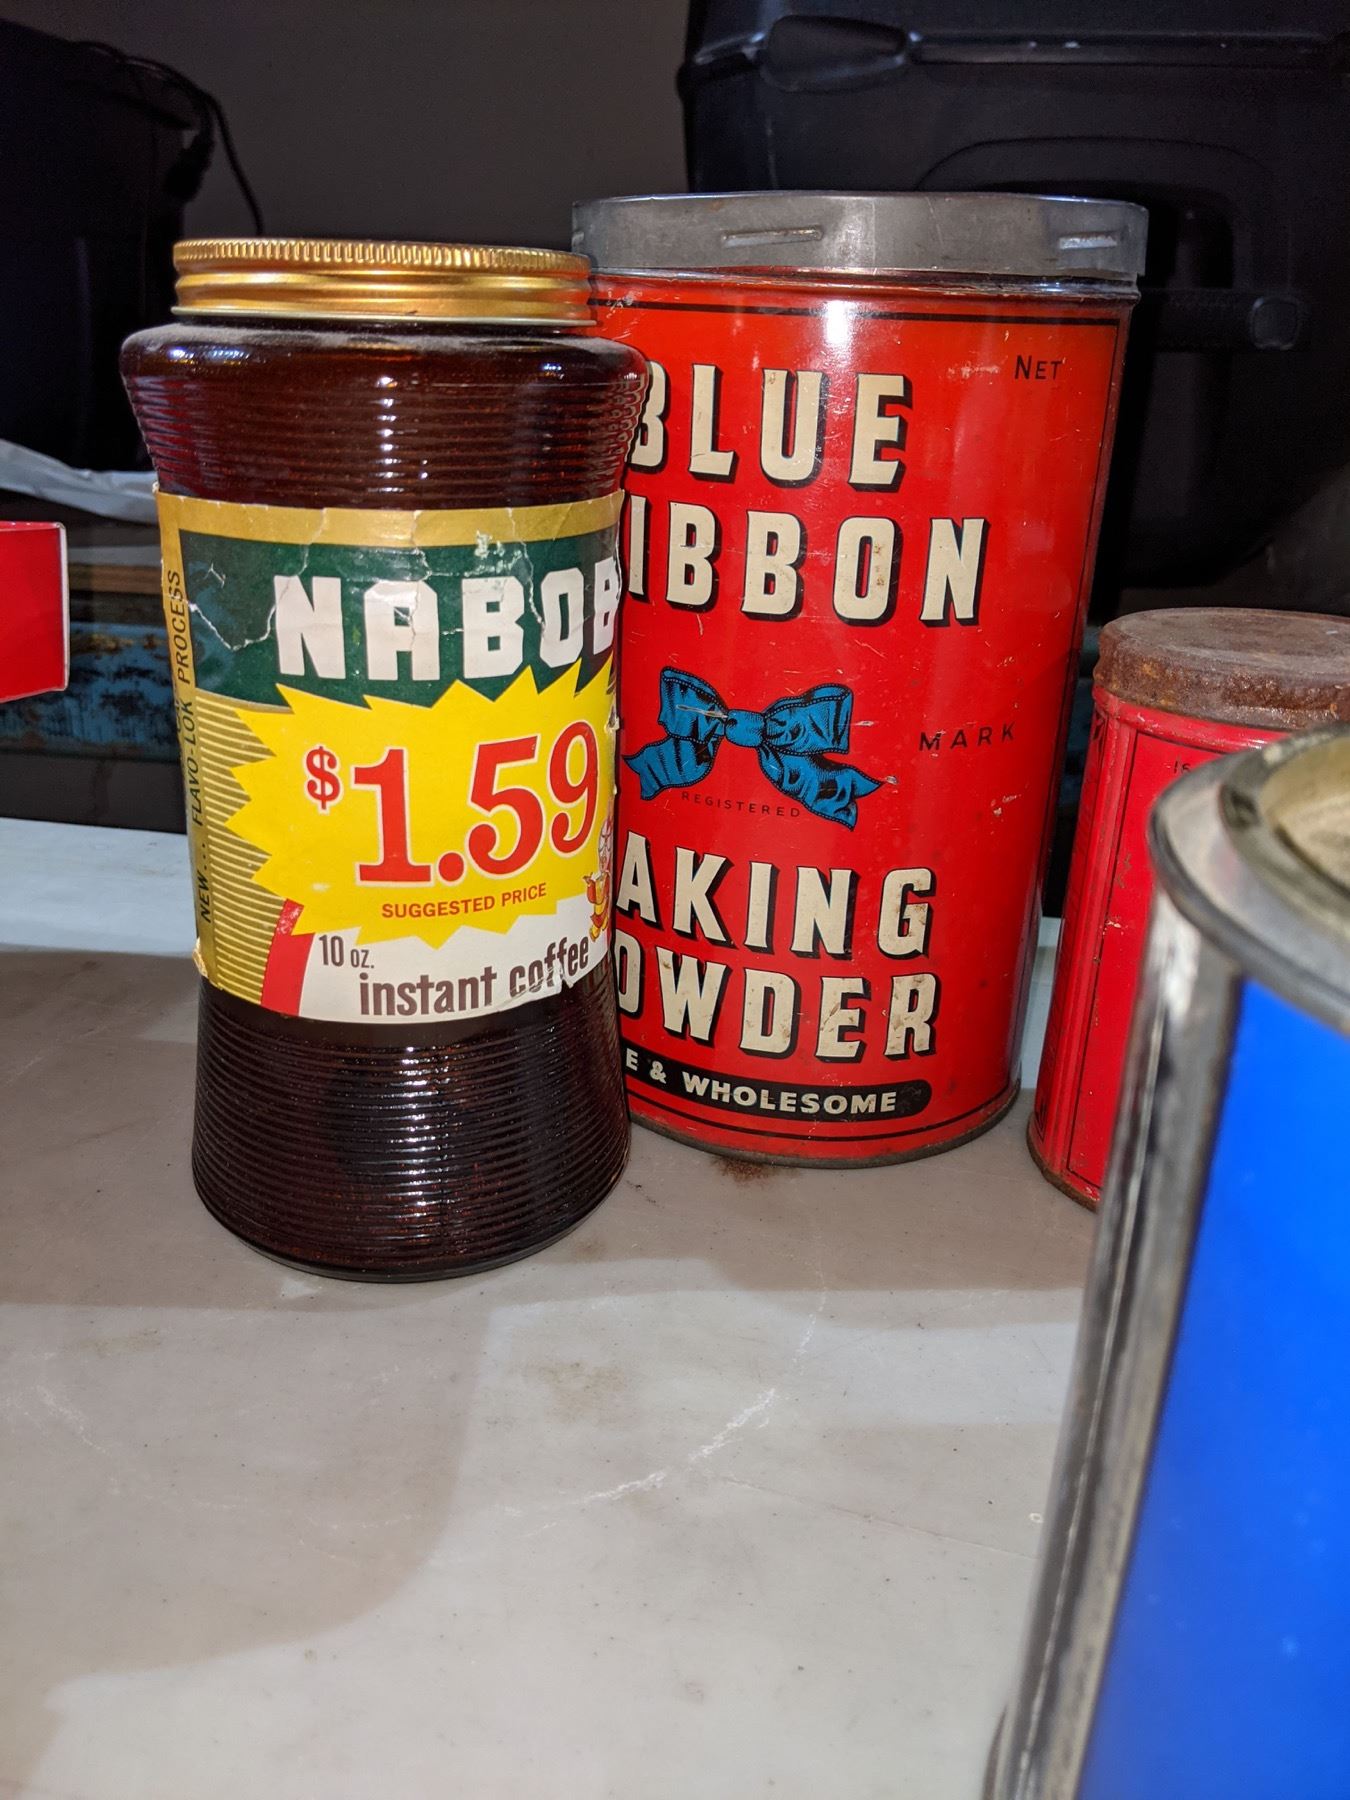 NABOB
$1.59
SUGGESTED PRICE
10 oz.
instant coffee
NEW... FLAVO-LOK PROCESS
NET
BLUE
IBBON
MARK
REGISTERED
AKING
OWDER
E & WHOLESOME
IS